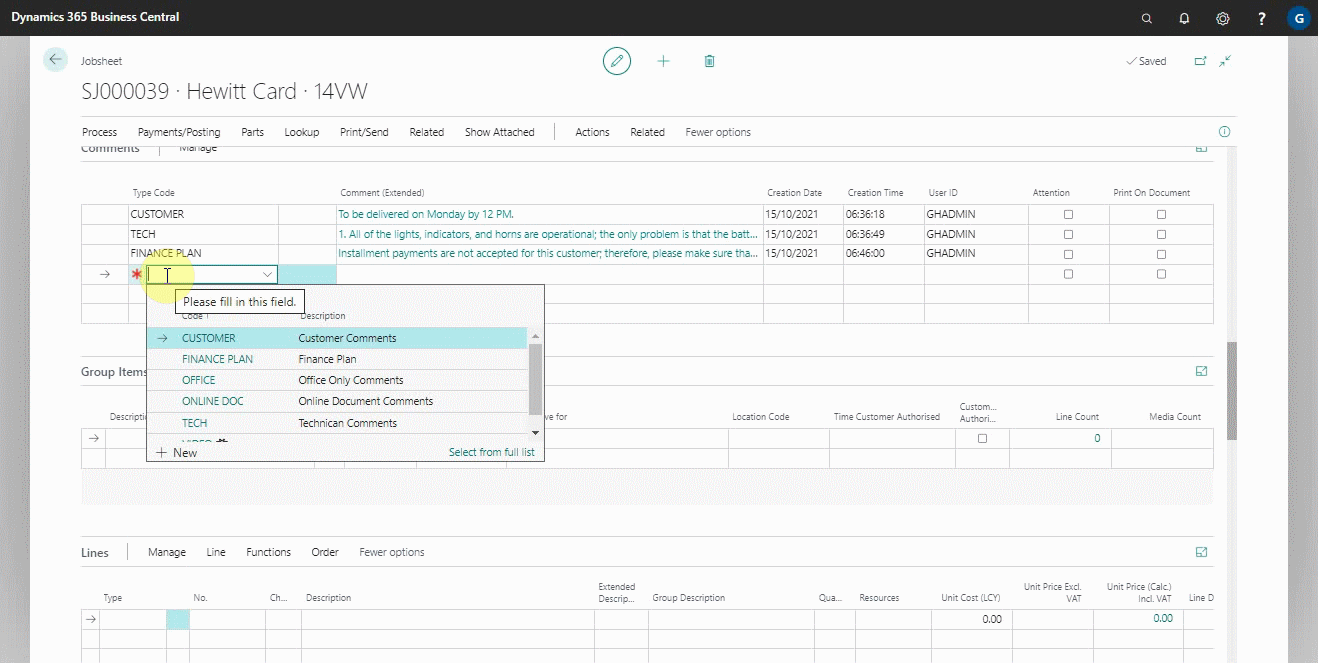 Dynamics 365 Business Central
?
G
Jobsheet
Saved
SJ000039 · Hewitt Card · 14VW
Process Payments/Posting Parts Lookup Print/Send Related Show Attached Actions Related Fewer options
Comments Manage
Type Code Comment (Extended) Creation Date Creation Time User ID Attention Print On Document
CUSTOMER To be delivered on Monday by 12 PM. 15/10/2021 06:36:18 GHADMIN
TECH 1. All of the lights, indicators, and horns are operational; the only problem is that the batt... 15/10/2021 06:36:49 GHADMIN
FINANCE PLAN Installment payments are not accepted for this customer; therefore, please make sure tha... 15/10/2021 06:46:00 GHADMIN
Please fill in this field.
Code ↑ Description
CUSTOMER Customer Comments
FINANCE PLAN Finance Plan
OFFICE Office Only Comments
ONLINE DOC Online Document Comments
TECH Technican Comments
New Select from full list
Group Items
Custom...
Authori...
Location Code Time Customer Authorised Line Count Media Count
0
Lines Manage Line Functions Order Fewer options
Type No. Ch... Description Extended Descrip... Group Description Qua... Resources Unit Cost (LCY) Unit Price Excl. VAT Unit Price (Calc.) Incl. VAT Line D
0.00 0.00